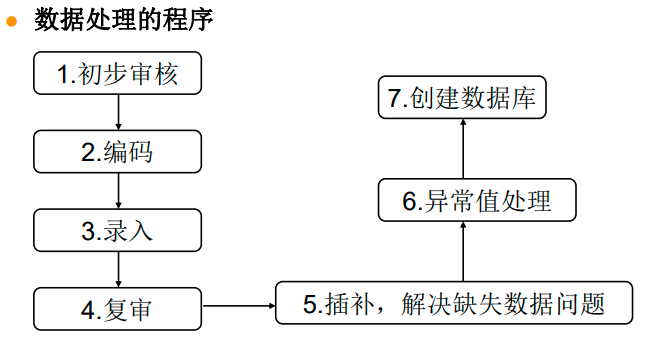 数据处理的程序
1.初步审核
2.编码
3.录入
4.复审
5.插补，解决缺失数据问题
6.异常值处理
7.创建数据库